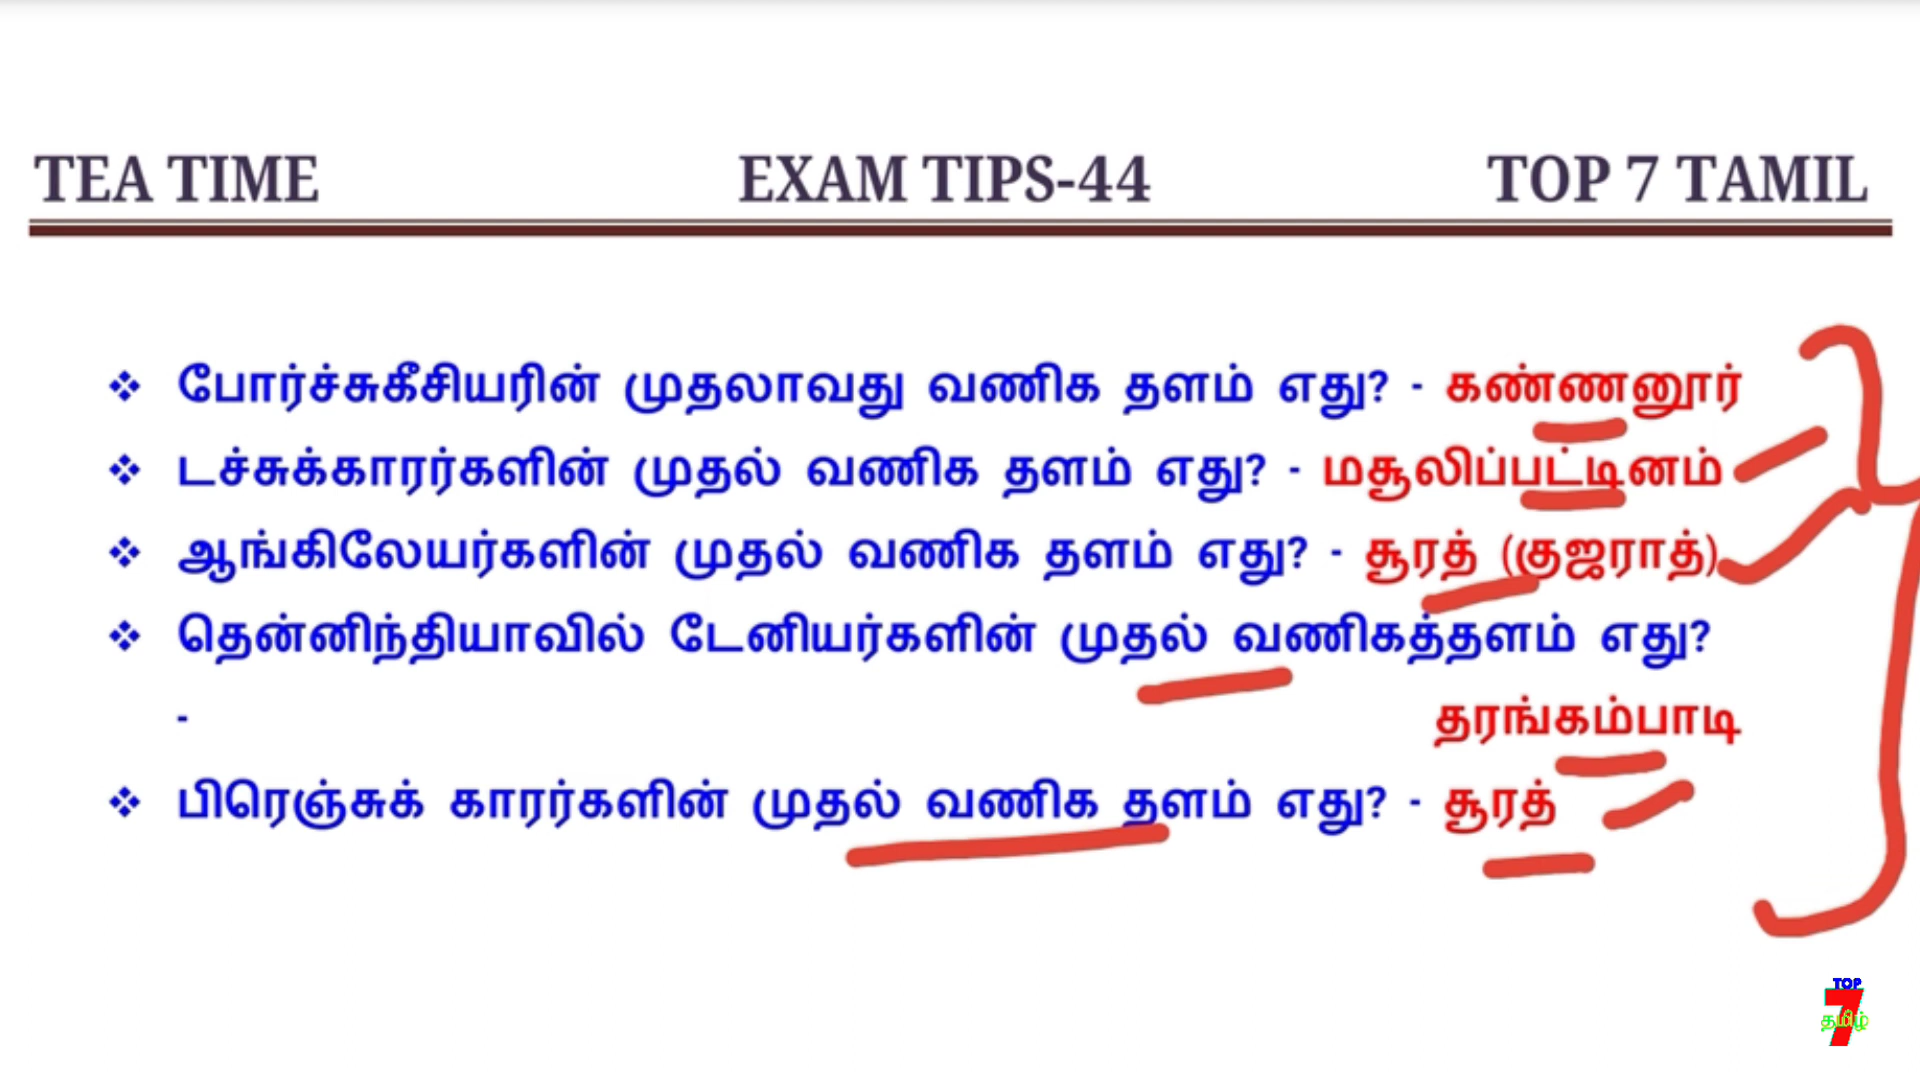 TEA TIME EXAM TIPS-44 TOP 7 TAMIL
❖ போர்ச்சுகீசியரின் முதலாவது வணிக தளம் எது? - கண்ணனூர்
❖ டச்சுக்காரர்களின் முதல் வணிக தளம் எது? - மசூலிப்பட்டினம்
❖ ஆங்கிலேயர்களின் முதல் வணிக தளம் எது? - சூரத் (குஜராத்)
❖ தென்னிந்தியாவில் டேனியர்களின் முதல் வணிகத்தளம் எது?
- தரங்கம்பாடி
❖ பிரெஞ்சுக் காரர்களின் முதல் வணிக தளம் எது? - சூரத்
TOP
7
தமிழ்